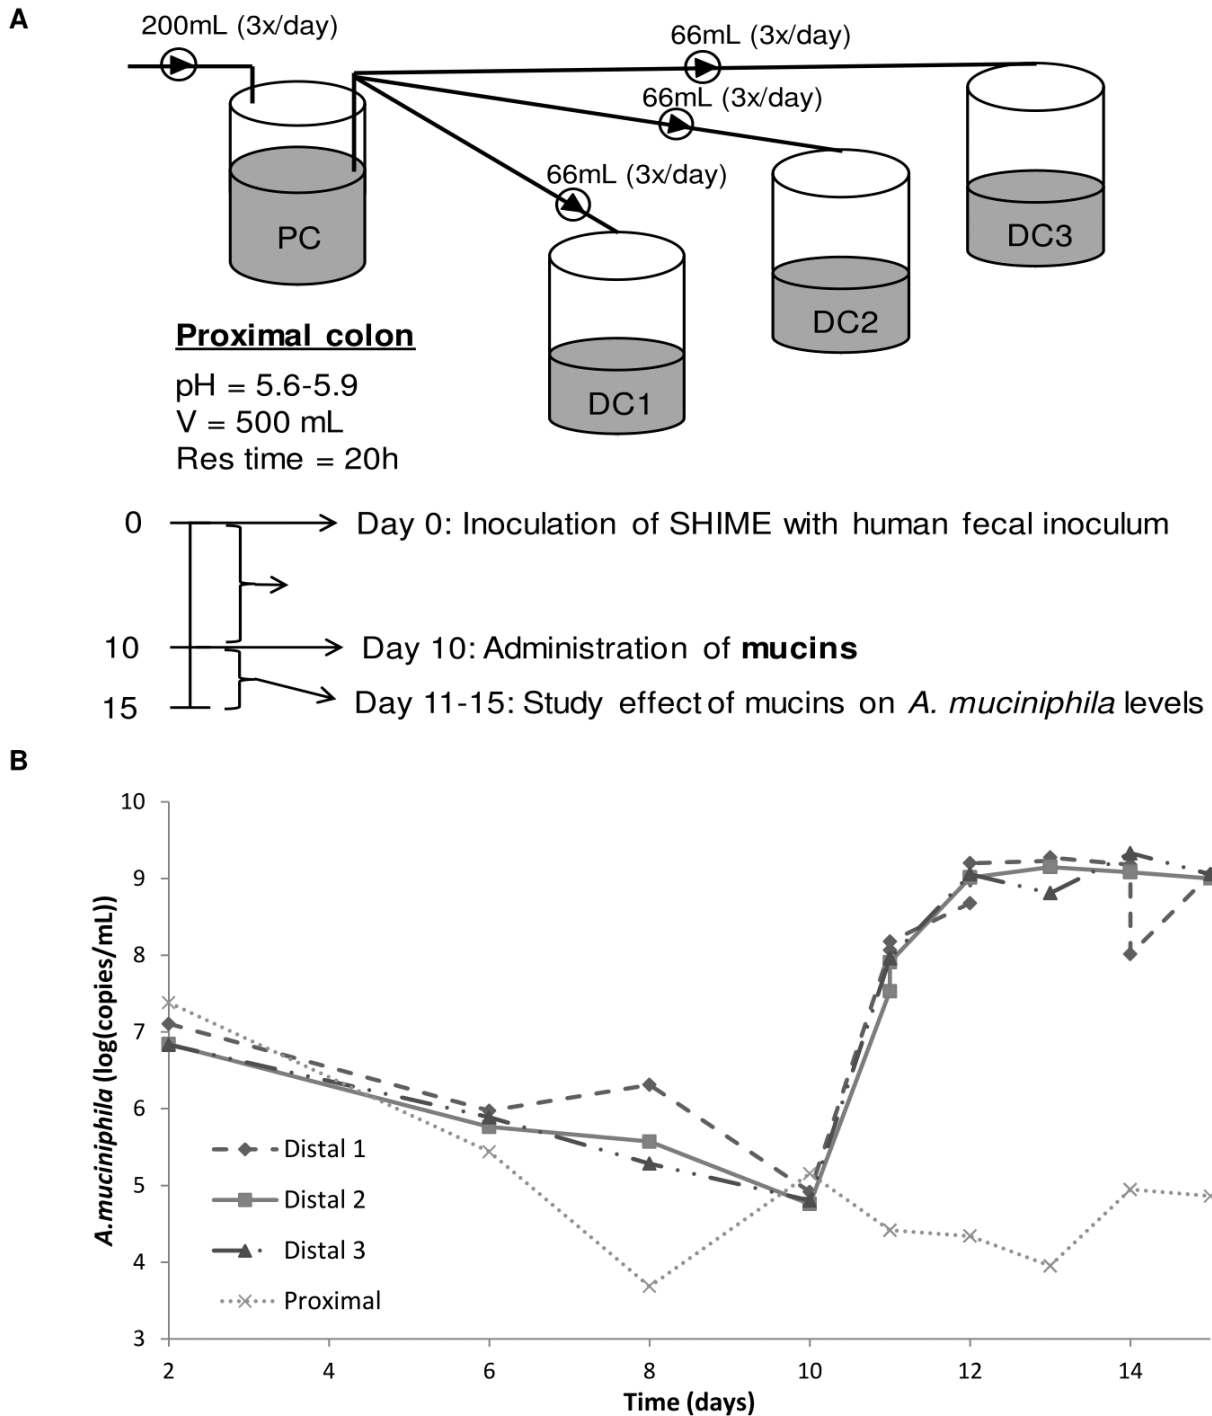 A
200mL (3x/day)
66mL (3x/day)
66mL (3x/day)
66mL (3x/day)
PC
DC1
DC2
DC3
Proximal colon
pH = 5.6-5.9
V = 500 mL
Res time = 20h
0
Day 0: Inoculation of SHIME with human fecal inoculum
10
Day 10: Administration of mucins
15
Day 11-15: Study effect of mucins on A. muciniphila levels
B
A.muciniphila (log(copies/mL))
10
9
8
7
6
5
4
3
Distal 1
Distal 2
Distal 3
Proximal
2 4 6 8 10 12 14
Time (days)